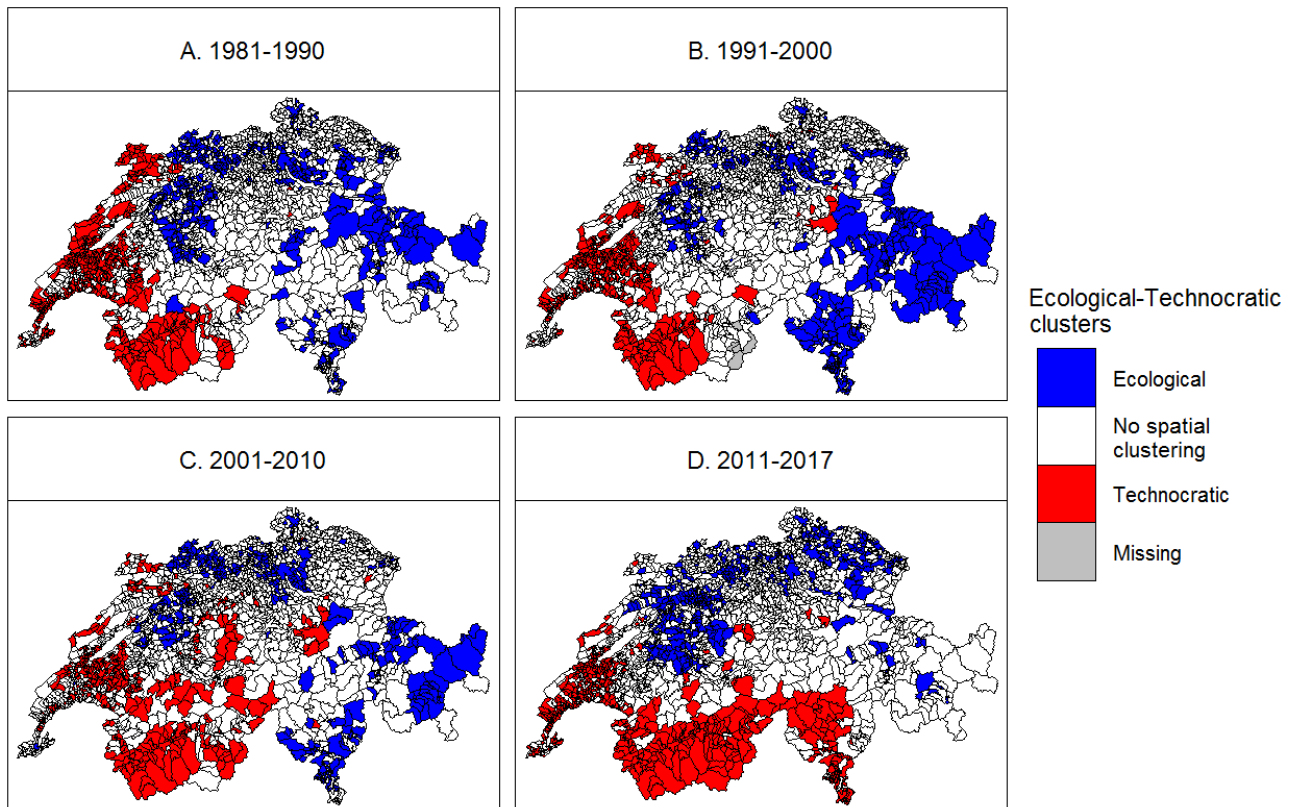 A. 1981-1990
B. 1991-2000
C. 2001-2010
D. 2011-2017
Ecological-Technocratic
clusters
Ecological
No spatial
clustering
Technocratic
Missing